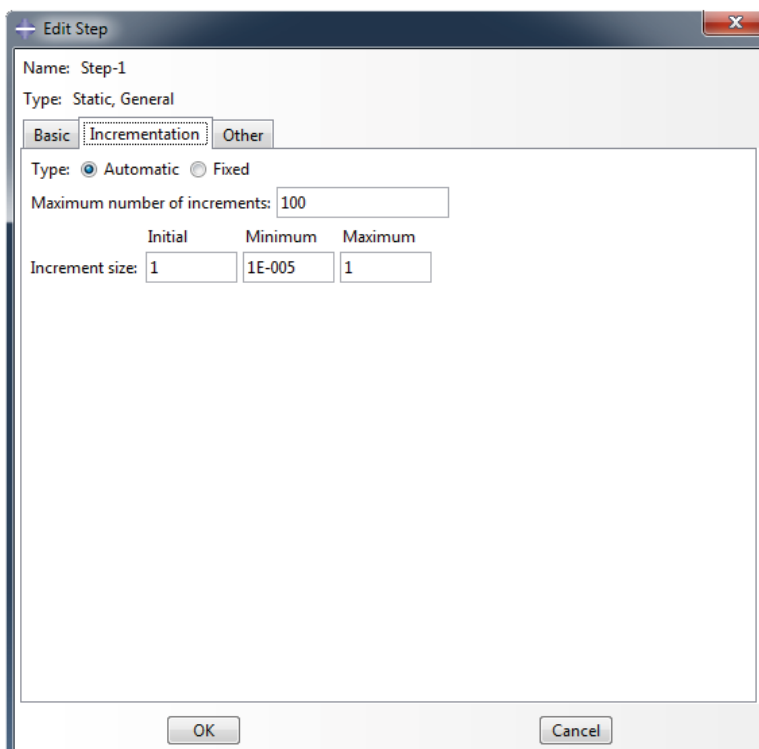 Edit Step
Name: Step-1
Type: Static, General
Basic Incrementation Other
Type: Automatic Fixed
Maximum number of increments: 100
Initial Minimum Maximum
Increment size: 1 1E-005 1
OK Cancel